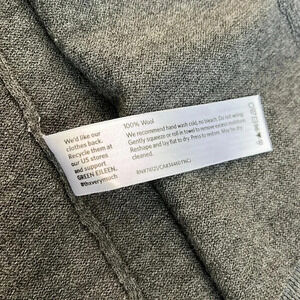 We'd like our
clothes back.
Recycle them at
our US stores
and support
GREEN EILEEN.
#thaverymuch
100% Wool
We recommend hand wash cold, no bleach. Do not wring.
Gently squeeze or roll in towel to remove excess moisture.
Reshape and lay flat to dry. Press to restore. May be dry
cleaned.